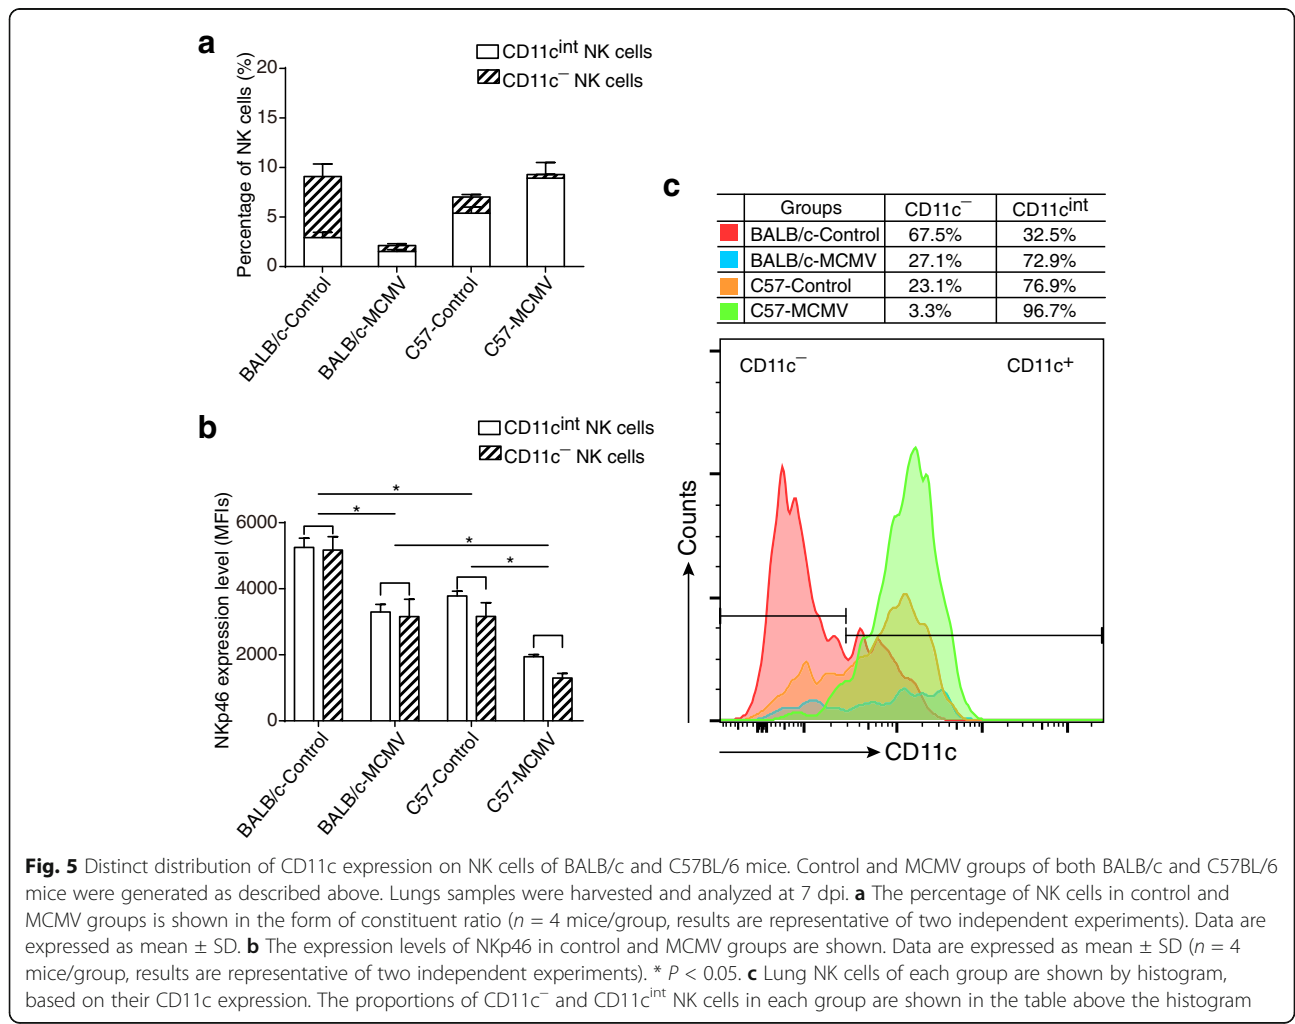 a
CD11cint NK cells
CD11c− NK cells
Percentage of NK cells (%)
20
15
10
5
0
BALB/c-Control
BALB/c-MCMV
C57-Control
C57-MCMV
b
CD11cint NK cells
CD11c− NK cells
NKp46 expression level (MFIs)
6000
4000
2000
0
*
*
*
*
BALB/c-Control
BALB/c-MCMV
C57-Control
C57-MCMV
c
Groups CD11c− CD11cint
BALB/c-Control 67.5% 32.5%
BALB/c-MCMV 27.1% 72.9%
C57-Control 23.1% 76.9%
C57-MCMV 3.3% 96.7%
CD11c− CD11c+
Counts
CD11c
Fig. 5 Distinct distribution of CD11c expression on NK cells of BALB/c and C57BL/6 mice. Control and MCMV groups of both BALB/c and C57BL/6
mice were generated as described above. Lungs samples were harvested and analyzed at 7 dpi. a The percentage of NK cells in control and
MCMV groups is shown in the form of constituent ratio (n = 4 mice/group, results are representative of two independent experiments). Data are
expressed as mean ± SD. b The expression levels of NKp46 in control and MCMV groups are shown. Data are expressed as mean ± SD (n = 4
mice/group, results are representative of two independent experiments). * P < 0.05. c Lung NK cells of each group are shown by histogram,
based on their CD11c expression. The proportions of CD11c− and CD11cint NK cells in each group are shown in the table above the histogram